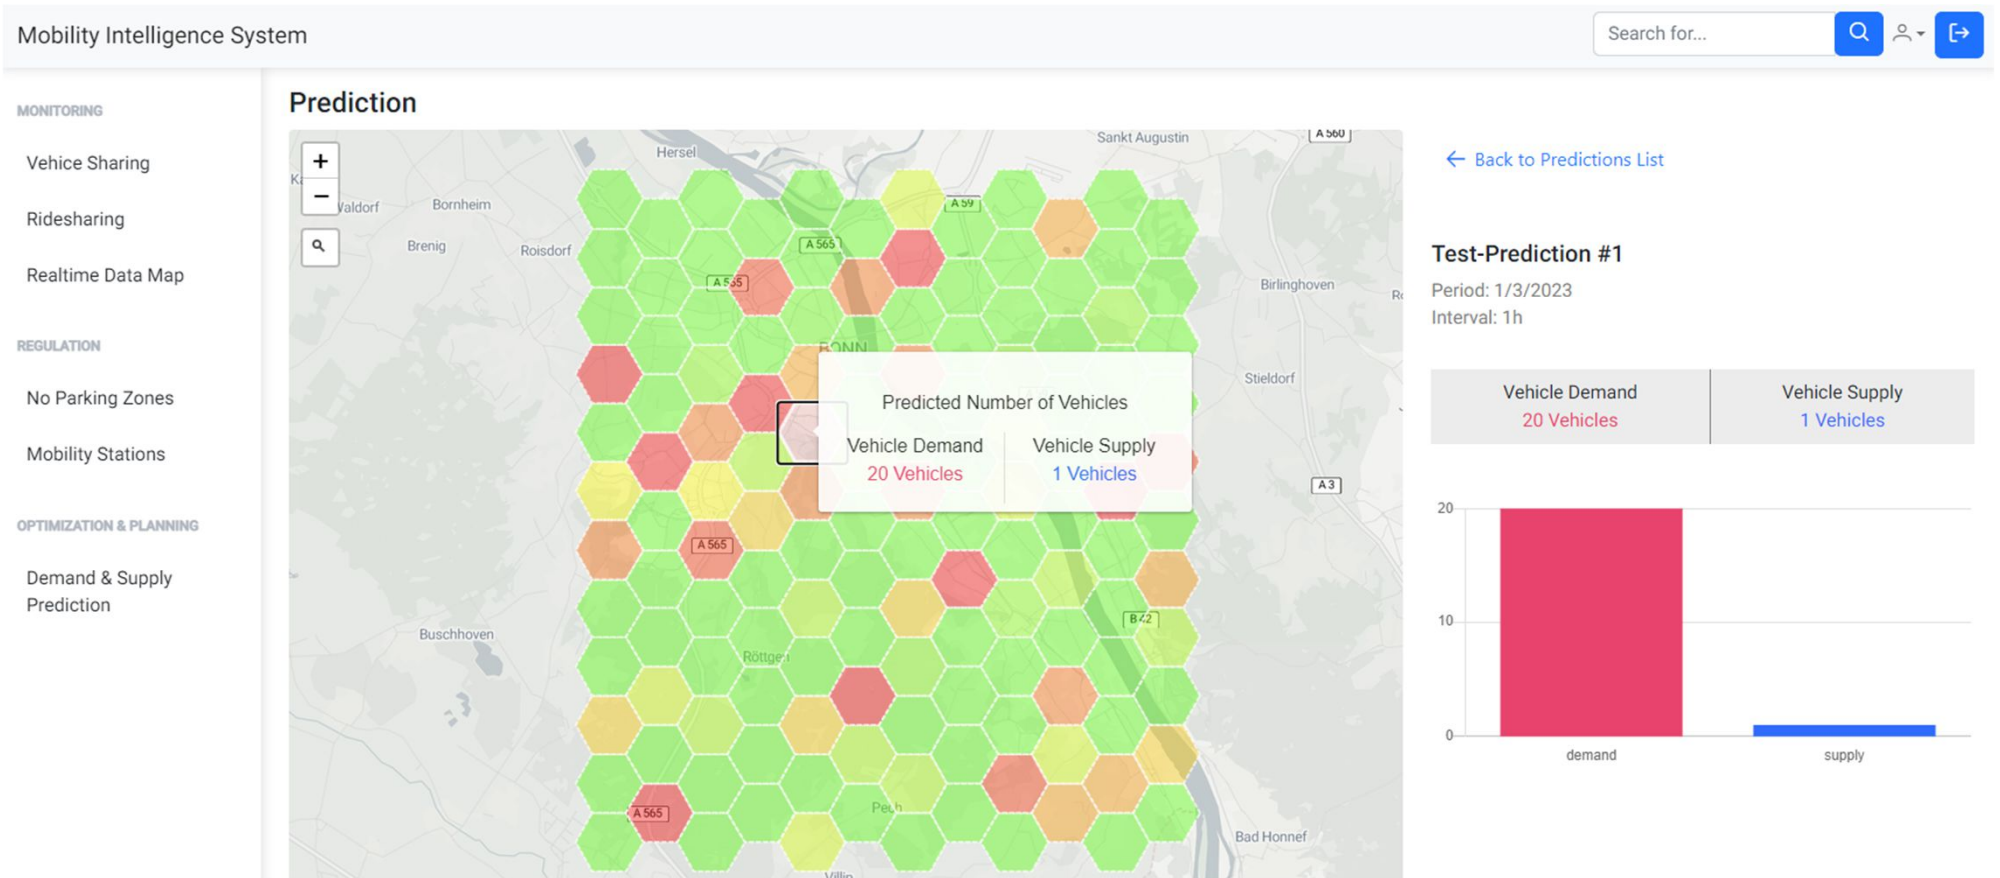 Mobility Intelligence System
Search for...
MONITORING
Vehice Sharing
Ridesharing
Realtime Data Map
REGULATION
No Parking Zones
Mobility Stations
OPTIMIZATION & PLANNING
Demand & Supply
Prediction
Prediction
+
−
Hersel
Sankt Augustin
A 560
Bornheim
A 59
Brenig
Roisdorf
A 565
A 565
Birlinghoven
BONN
Stieldorf
Predicted Number of Vehicles
Vehicle Demand
Vehicle Supply
20 Vehicles
1 Vehicles
A 3
A 565
B 42
Buschhoven
Röttgen
Pech
A 565
Bad Honnef
Villip
Back to Predictions List
Test-Prediction #1
Period: 1/3/2023
Interval: 1h
Vehicle Demand
Vehicle Supply
20 Vehicles
1 Vehicles
20
10
0
demand
supply